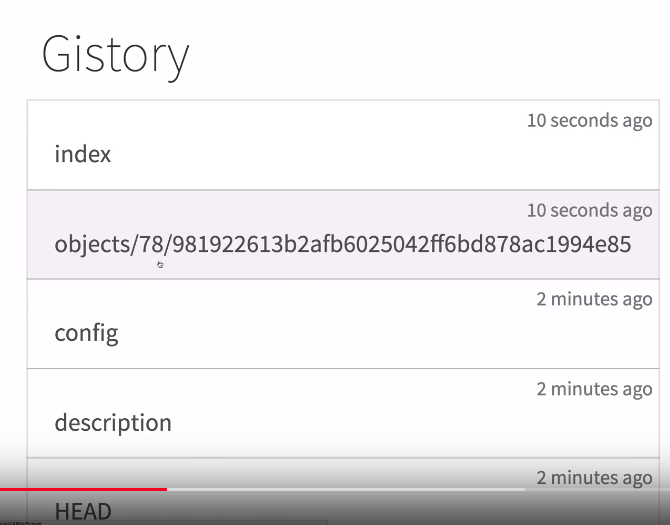 Gistory
10 seconds ago
index
10 seconds ago
objects/78/981922613b2afb6025042ff6bd878ac1994e85
2 minutes ago
config
2 minutes ago
description
2 minutes ago
HEAD